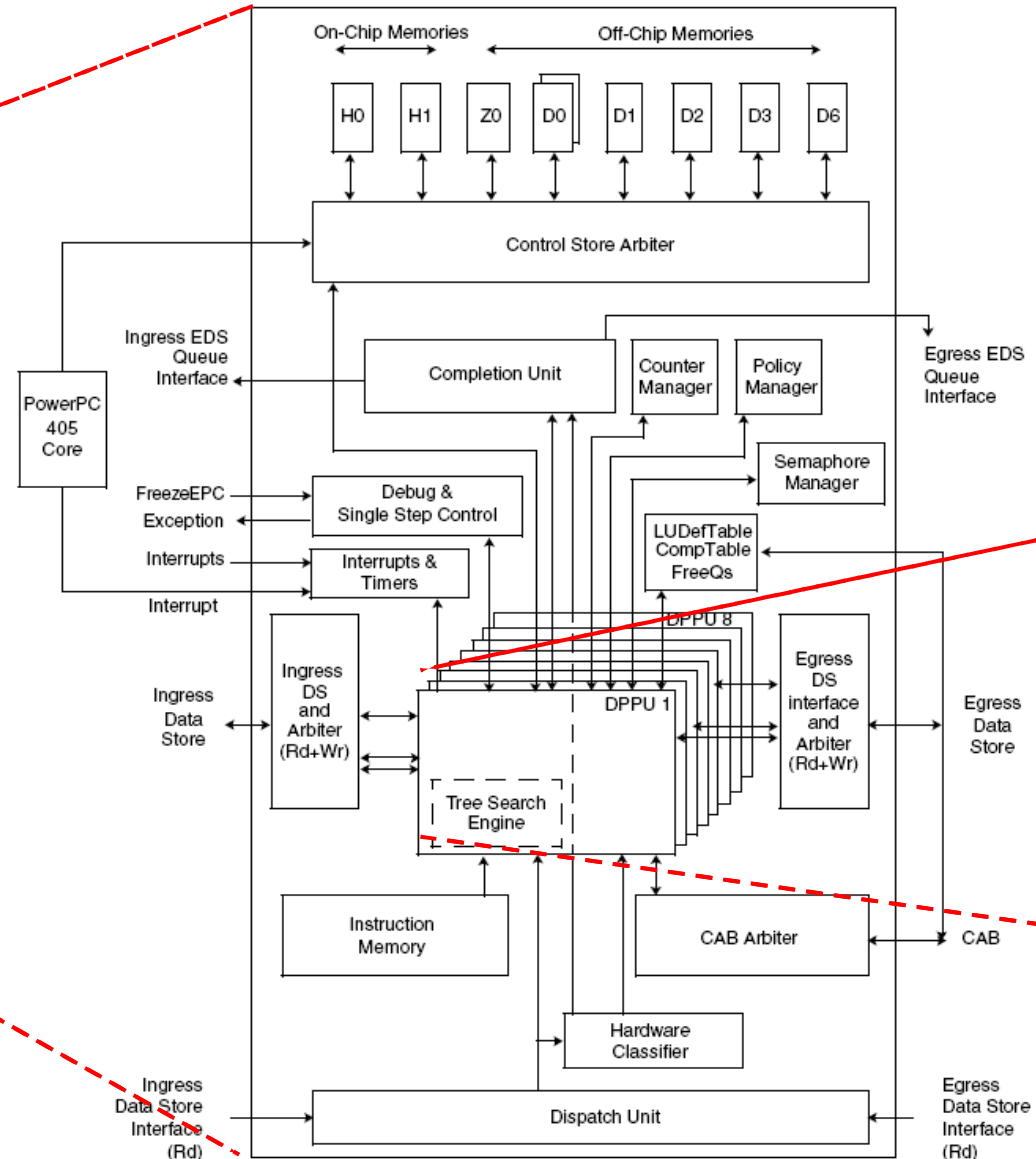 On-Chip Memories
Off-Chip Memories
H0
H1
Z0
D0
D1
D2
D3
D6
Control Store Arbiter
Ingress EDS
Queue
Interface
Completion Unit
Counter
Manager
Policy
Manager
Egress EDS
Queue
Interface
PowerPC
405
Core
Semaphore
Manager
FreezeEPC
Exception
Debug &
Single Step Control
LUDefTable
CompTable
FreeQs
Interrupts
Interrupts &
Timers
Interrupt
DPPU 8
Ingress
Data
Store
Ingress
DS
and
Arbiter
(Rd+Wr)
DPPU 1
Tree Search
Engine
Egress
DS
interface
and
Arbiter
(Rd+Wr)
Egress
Data
Store
Instruction
Memory
CAB Arbiter
CAB
Hardware
Classifier
Ingress
Data Store
Interface
(Rd)
Dispatch Unit
Egress
Data Store
Interface
(Rd)